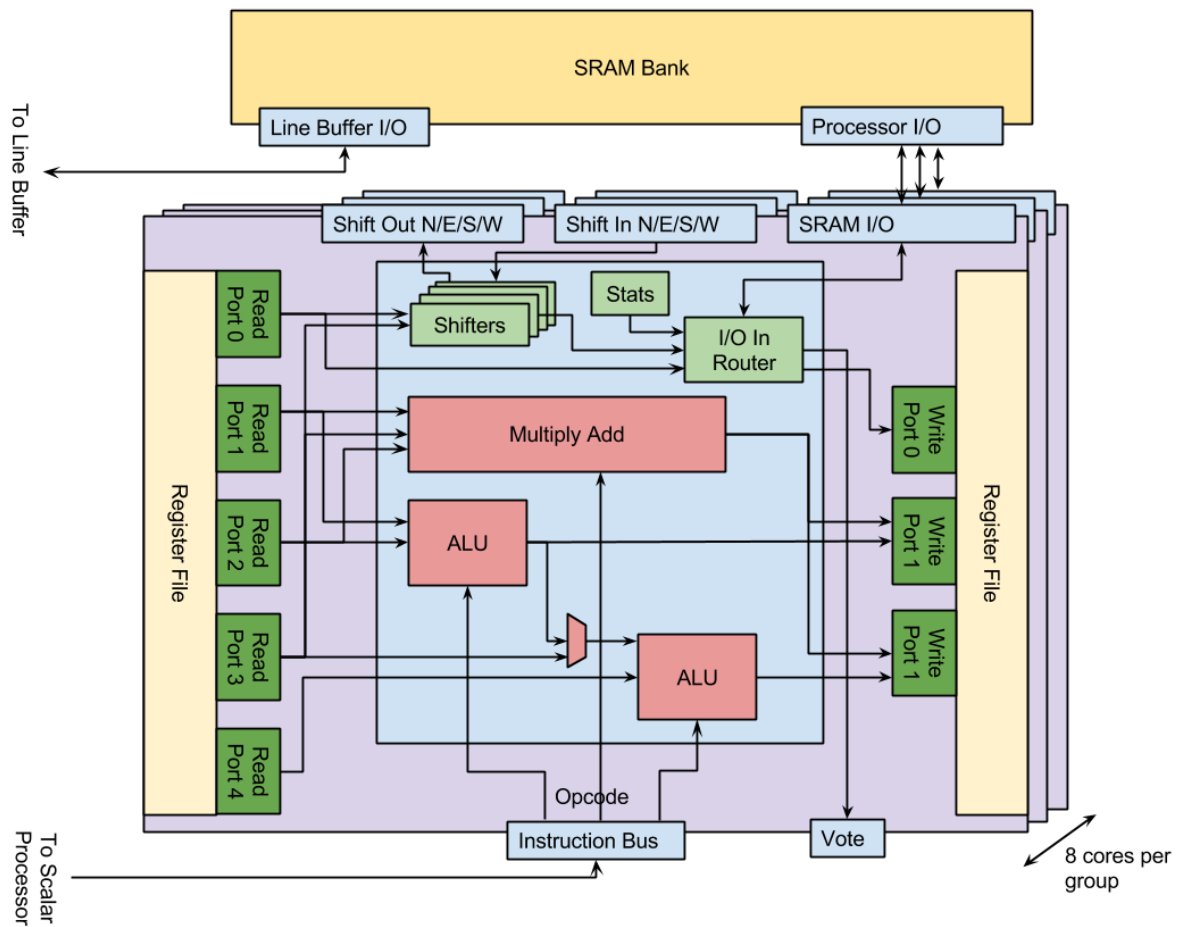 SRAM Bank
Line Buffer I/O
Processor I/O
To Line Buffer
Shift Out N/E/S/W
Shift In N/E/S/W
SRAM I/O
Read
Port 0
Shifters
Stats
I/O In
Router
Read
Port 1
Multiply Add
Write
Port 0
Register File
Read
Port 2
ALU
Write
Port 1
Register File
Read
Port 3
ALU
Write
Port 1
Read
Port 4
Opcode
To Scalar
Processor
Instruction Bus
Vote
8 cores per
group